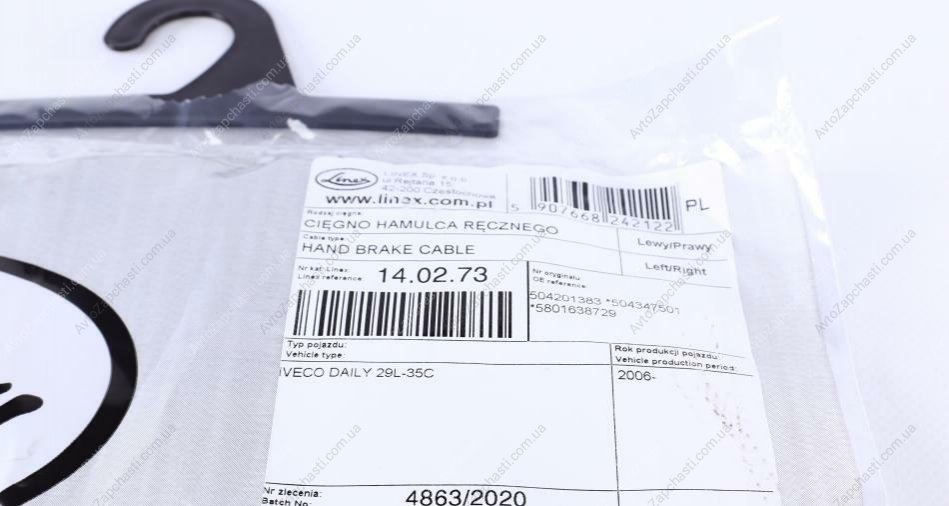 Linex
LINEX Sp. z o.o.
ul. Rejtana 15
42-200 Częstochowa
www.linex.com.pl
5 907668 242122
PL
Rodzaj cięgna:
CIĘGNO HAMULCA RĘCZNEGO
Cable type:
HAND BRAKE CABLE
Lewy/Prawy
Left/Right
Nr kat. Linex:
Linex reference:
14.02.73
Nr oryginału:
OE reference:
504201383 *504347501
*5801638729
Typ pojazdu:
Vehicle type:
IVECO DAILY 29L-35C
Rok produkcji pojazdu:
Vehicle production period:
2006-
Nr zlecenia:
Batch No:
4863/2020
AvtoZapchasti.com.ua